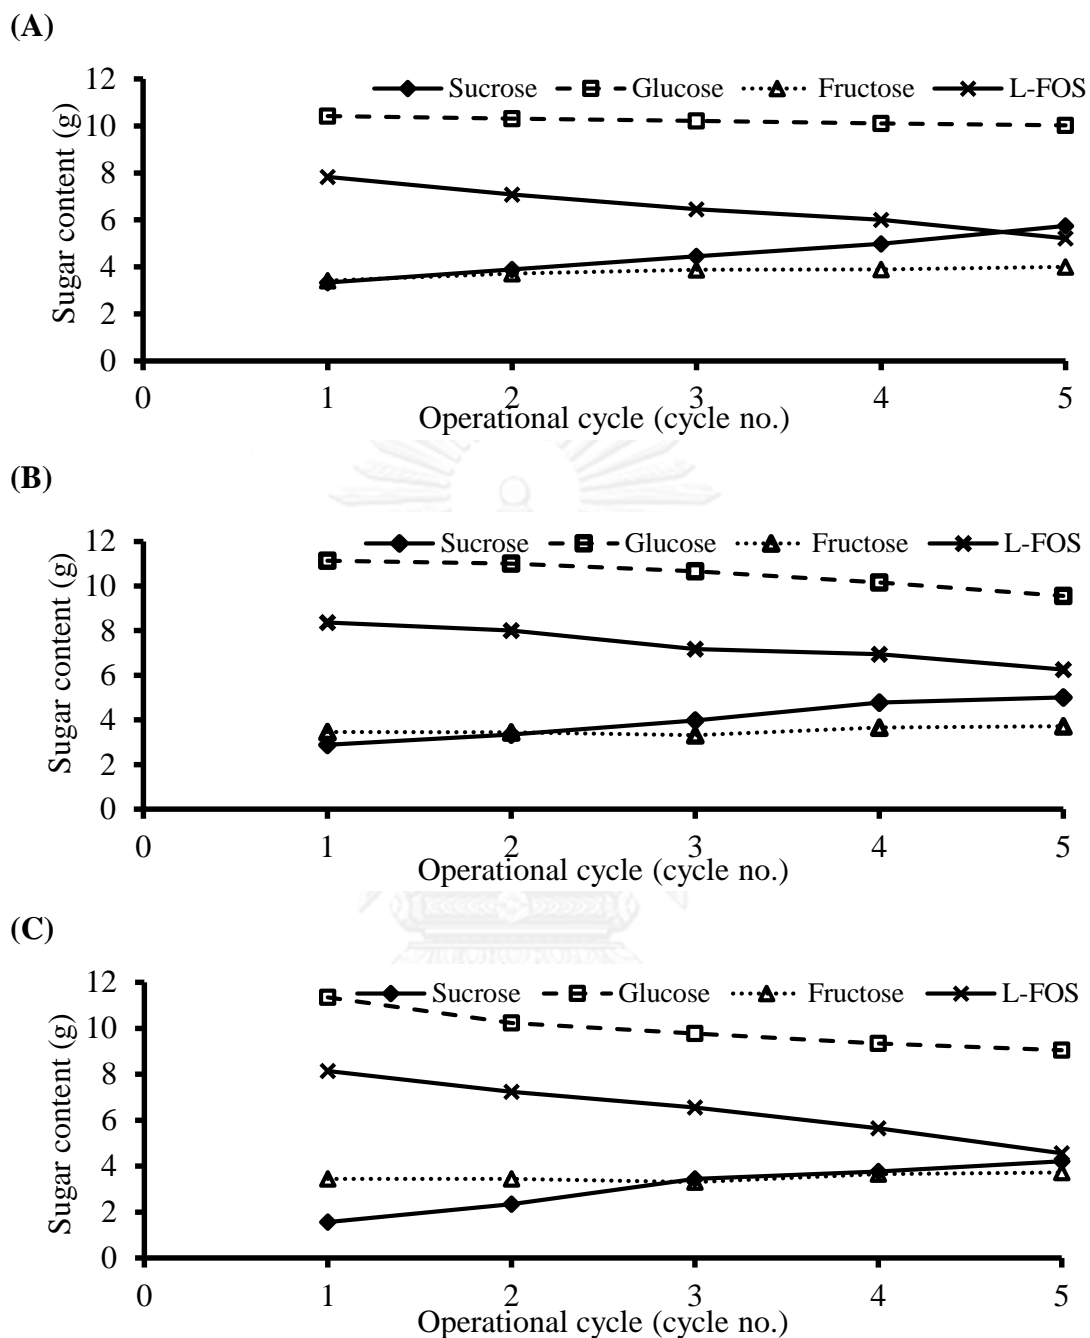 (A)
Sucrose Glucose Fructose L-FOS
Sugar content (g)
12
10
8
6
4
2
0
0 1 2 3 4 5
Operational cycle (cycle no.)
(B)
Sucrose Glucose Fructose L-FOS
Sugar content (g)
12
10
8
6
4
2
0
0 1 2 3 4 5
Operational cycle (cycle no.)
(C)
Sucrose Glucose Fructose L-FOS
Sugar content (g)
12
10
8
6
4
2
0
0 1 2 3 4 5
Operational cycle (cycle no.)